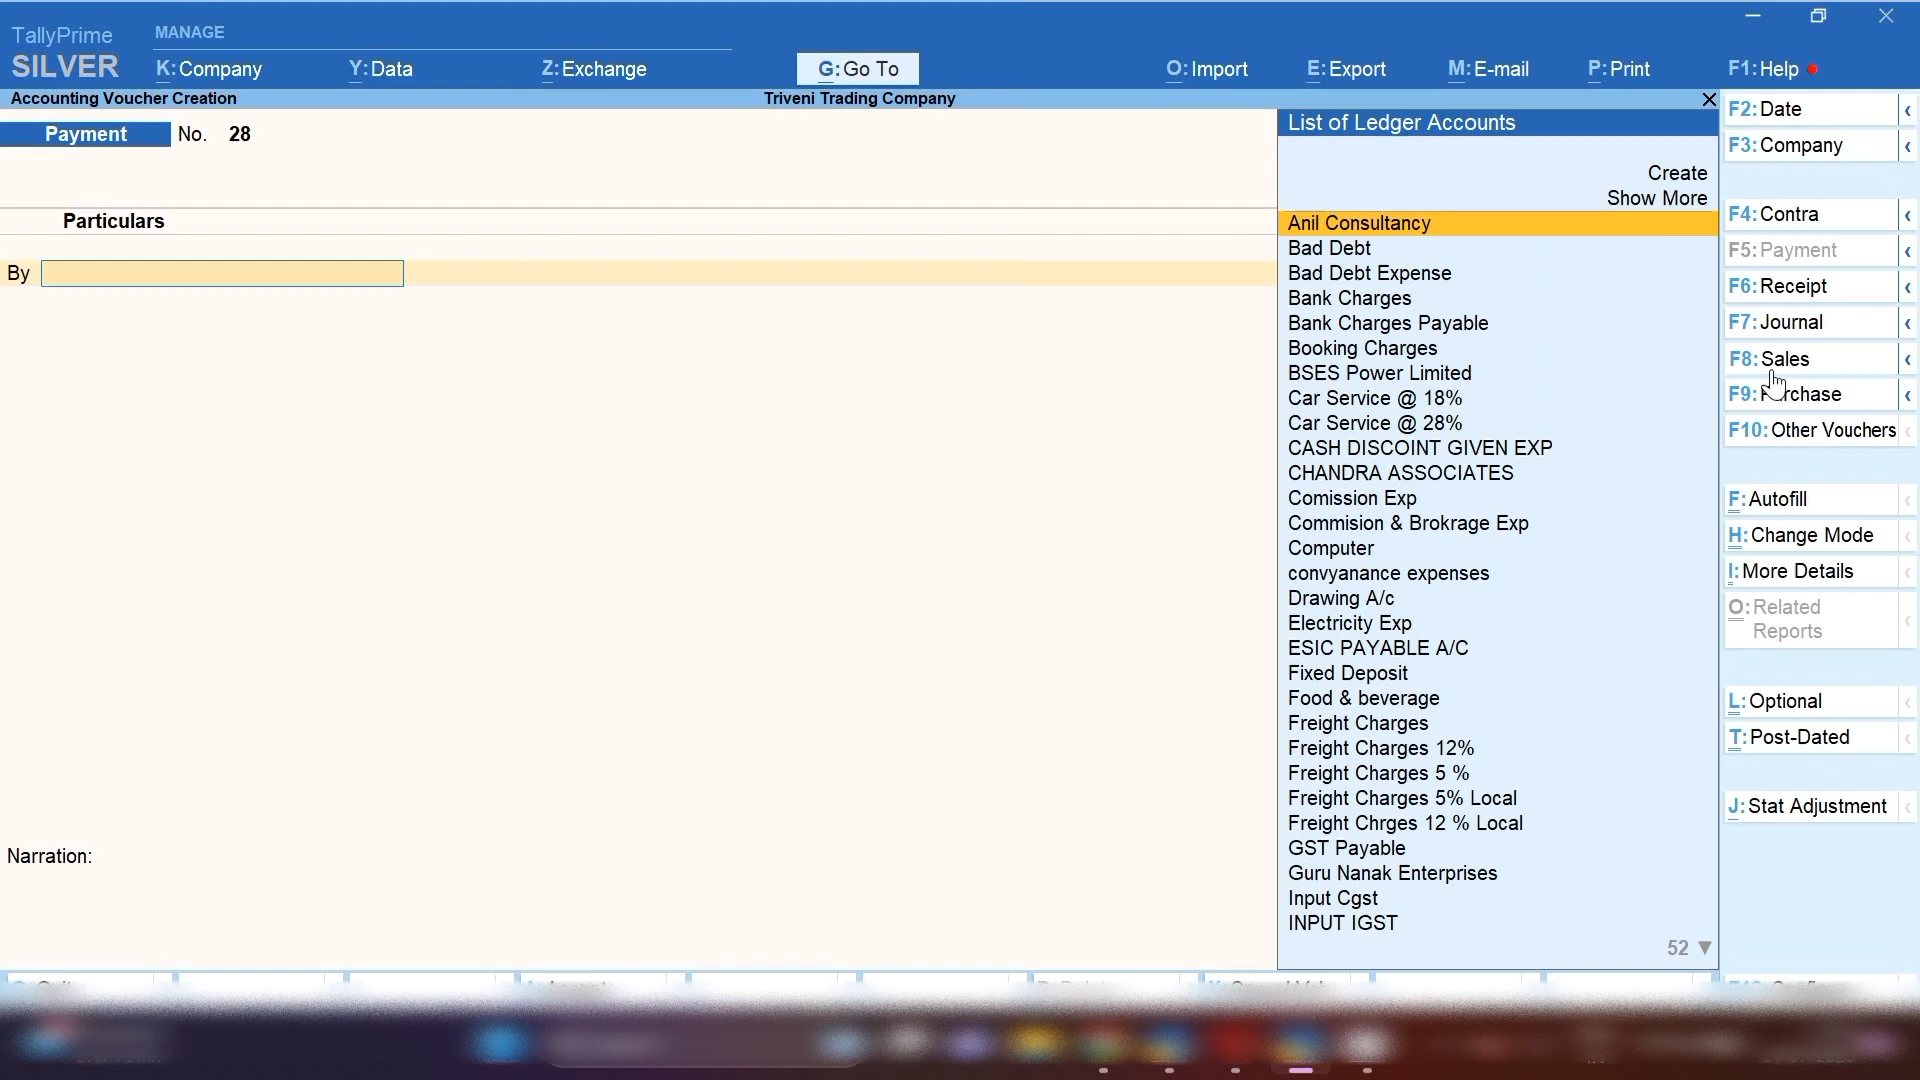 MANAGE
TallyPrime
SILVER
K: Company
Y: Data
Z: Exchange
G: Go To
O: Import
E: Export
M: E-mail
P: Print
F1: Help
Accounting Voucher Creation
Triveni Trading Company
Payment No. 28
Particulars
By
Narration:
List of Ledger Accounts
Create
Show More
Anil Consultancy
Bad Debt
Bad Debt Expense
Bank Charges
Bank Charges Payable
Booking Charges
BSES Power Limited
Car Service @ 18%
Car Service @ 28%
CASH DISCOINT GIVEN EXP
CHANDRA ASSOCIATES
Comission Exp
Commision & Brokrage Exp
Computer
convyanance expenses
Drawing A/c
Electricity Exp
ESIC PAYABLE A/C
Fixed Deposit
Food & beverage
Freight Charges
Freight Charges 12%
Freight Charges 5 %
Freight Charges 5% Local
Freight Chrges 12 % Local
GST Payable
Guru Nanak Enterprises
Input Cgst
INPUT IGST
52 ▼
F2: Date
F3: Company
F4: Contra
F5: Payment
F6: Receipt
F7: Journal
F8: Sales
F9: Purchase
F10: Other Vouchers
F: Autofill
H: Change Mode
I: More Details
O: Related
Reports
L: Optional
T: Post-Dated
J: Stat Adjustment